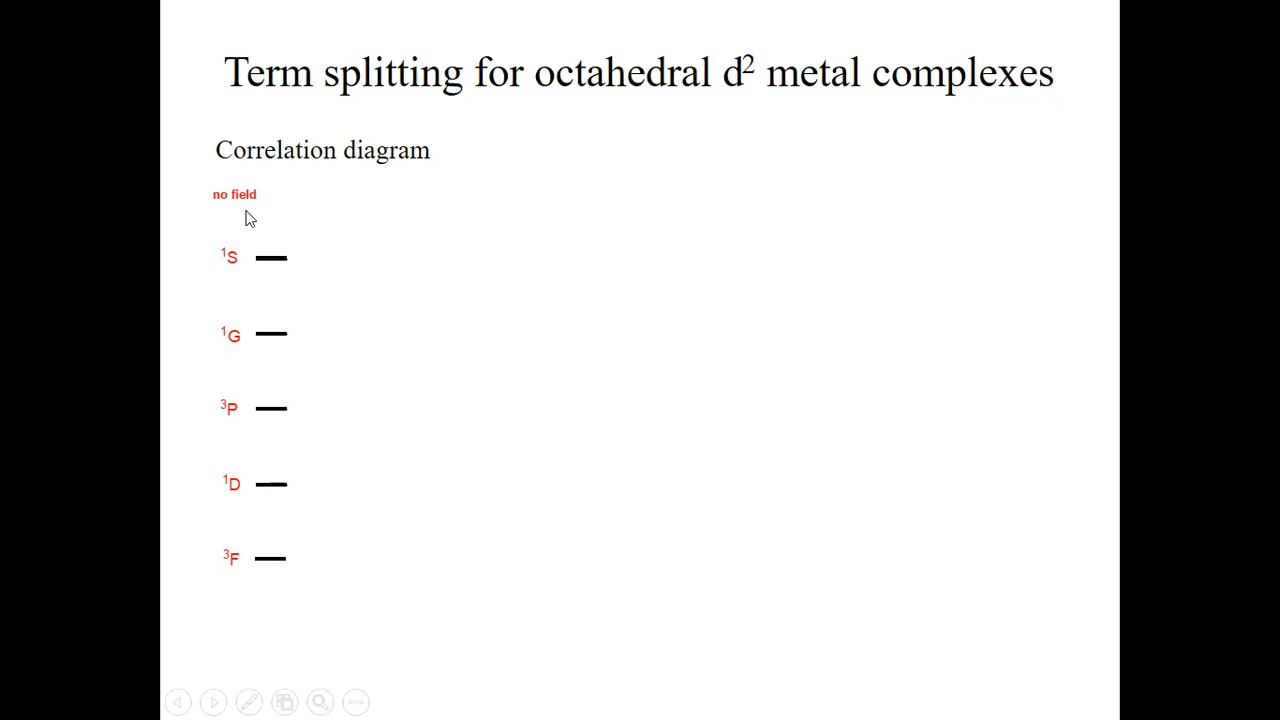 Term splitting for octahedral d² metal complexes
Correlation diagram
no field
¹S
¹G
³P
¹D
³F